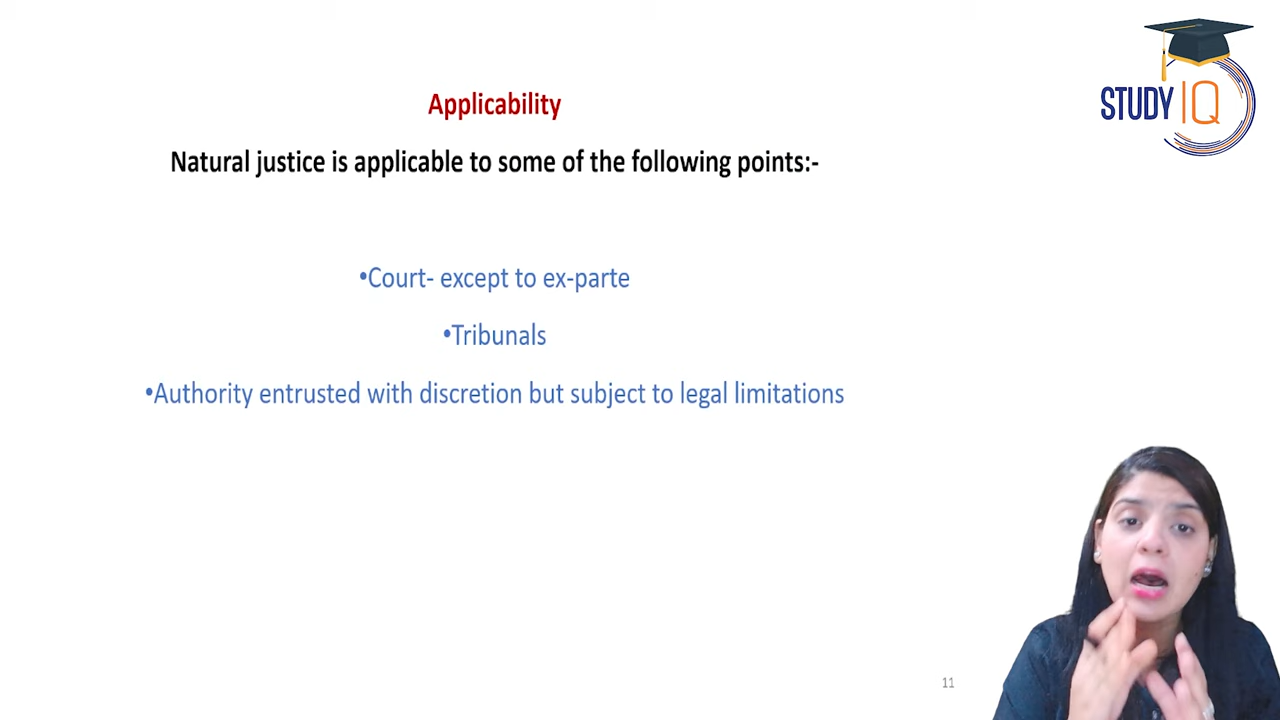 STUDY IQ
Applicability
Natural justice is applicable to some of the following points:-
•Court- except to ex-parte
•Tribunals
•Authority entrusted with discretion but subject to legal limitations
11